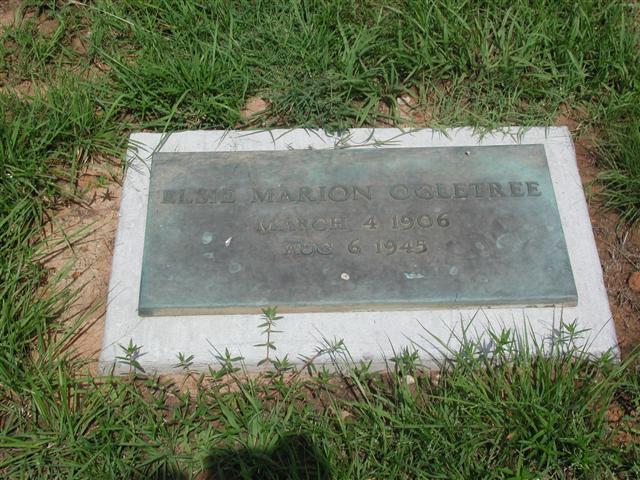 ELSIE MARION OGLETREE
MARCH 4 1906
AUG 6 1945